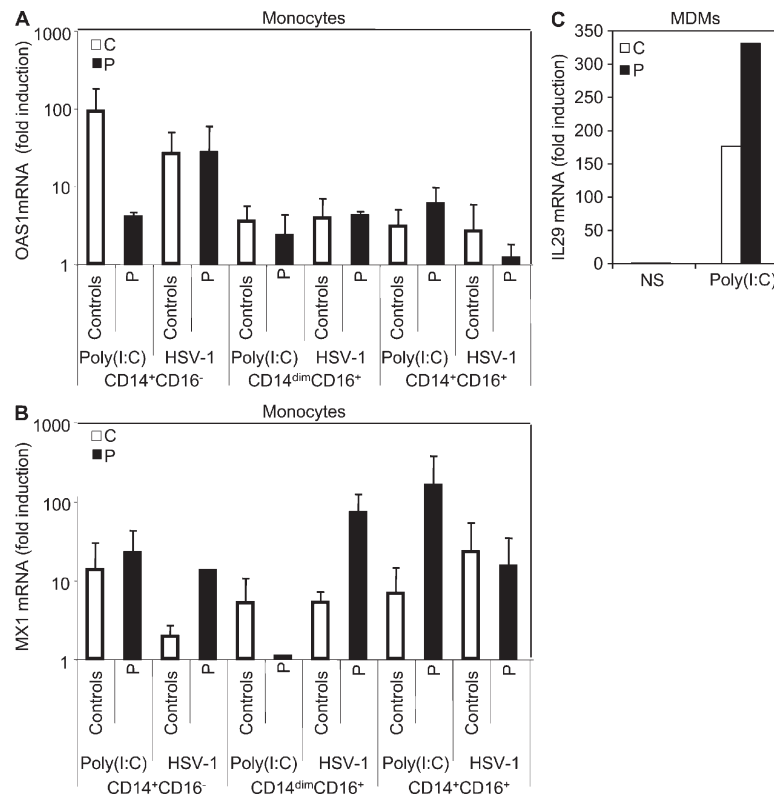 A
Monocytes
OAS1mRNA (fold induction)
1000
100
10
1
C
P
Controls P Controls P Controls P Controls P Controls P Controls P
Poly(I:C) HSV-1 Poly(I:C) HSV-1 Poly(I:C) HSV-1
CD14⁺CD16⁻ CD14ᵈⁱᵐCD16⁺ CD14⁺CD16⁺
B
Monocytes
MX1 mRNA (fold induction)
1000
100
10
1
C
P
Controls P Controls P Controls P Controls P Controls P Controls P
Poly(I:C) HSV-1 Poly(I:C) HSV-1 Poly(I:C) HSV-1
CD14⁺CD16⁻ CD14ᵈⁱᵐCD16⁺ CD14⁺CD16⁺
C
MDMs
IL29 mRNA (fold induction)
350
300
250
200
150
100
50
0
C
P
NS Poly(I:C)